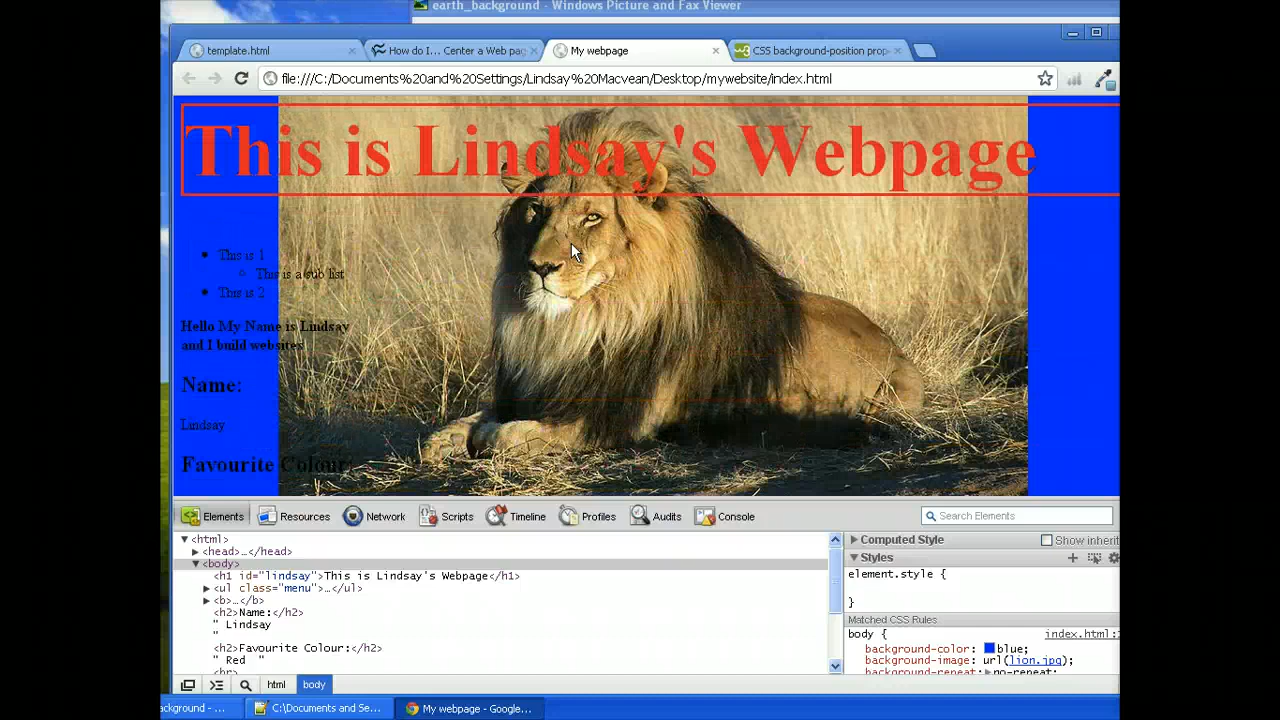 earth_background - Windows Picture and Fax Viewer
template.html
How do I... Center a Web pag
My webpage
CSS background-position prop
file:///C:/Documents%20and%20Settings/Lindsay%20Macvean/Desktop/mywebsite/index.html
This is Lindsay's Webpage
This is 1
This is a sub list
This is 2
Hello My Name is Lindsay
and I build websites
Name:
Lindsay
Favourite Colour:
Elements Resources Network Scripts Timeline Profiles Audits Console Search Elements
<html>
<head>…</head>
<body>
<h1 id="lindsay">This is Lindsay's Webpage</h1>
<ul class="menu">…</ul>
<b>…</b>
<h2>Name:</h2>
" Lindsay
"
<h2>Favourite Colour:</h2>
" Red "
<br>
Computed Style Show inherit
Styles
element.style {
}
Matched CSS Rules
body { index.html:
background-color: blue;
background-image: url(lion.jpg);
background-repeat: no-repeat;
html body
ackground - ... C:\Documents and Se... My webpage - Google...